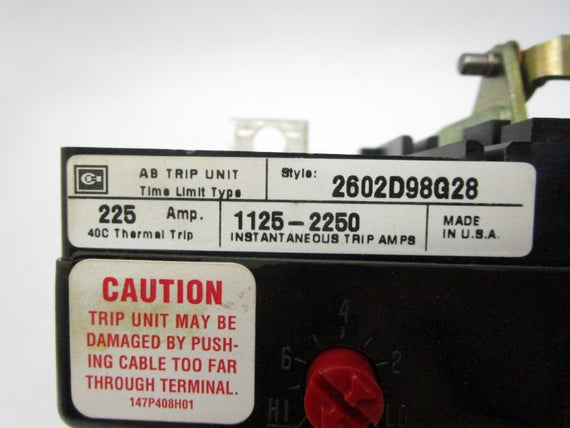 AB TRIP UNIT
Time Limit Type
Style: 2602D98G28
225 Amp.
40C Thermal Trip
1125-2250
INSTANTANEOUS TRIP AMPS
MADE
IN U.S.A.
CAUTION
TRIP UNIT MAY BE
DAMAGED BY PUSH-
ING CABLE TOO FAR
THROUGH TERMINAL.
147P408H01
4
6 2
HI LO